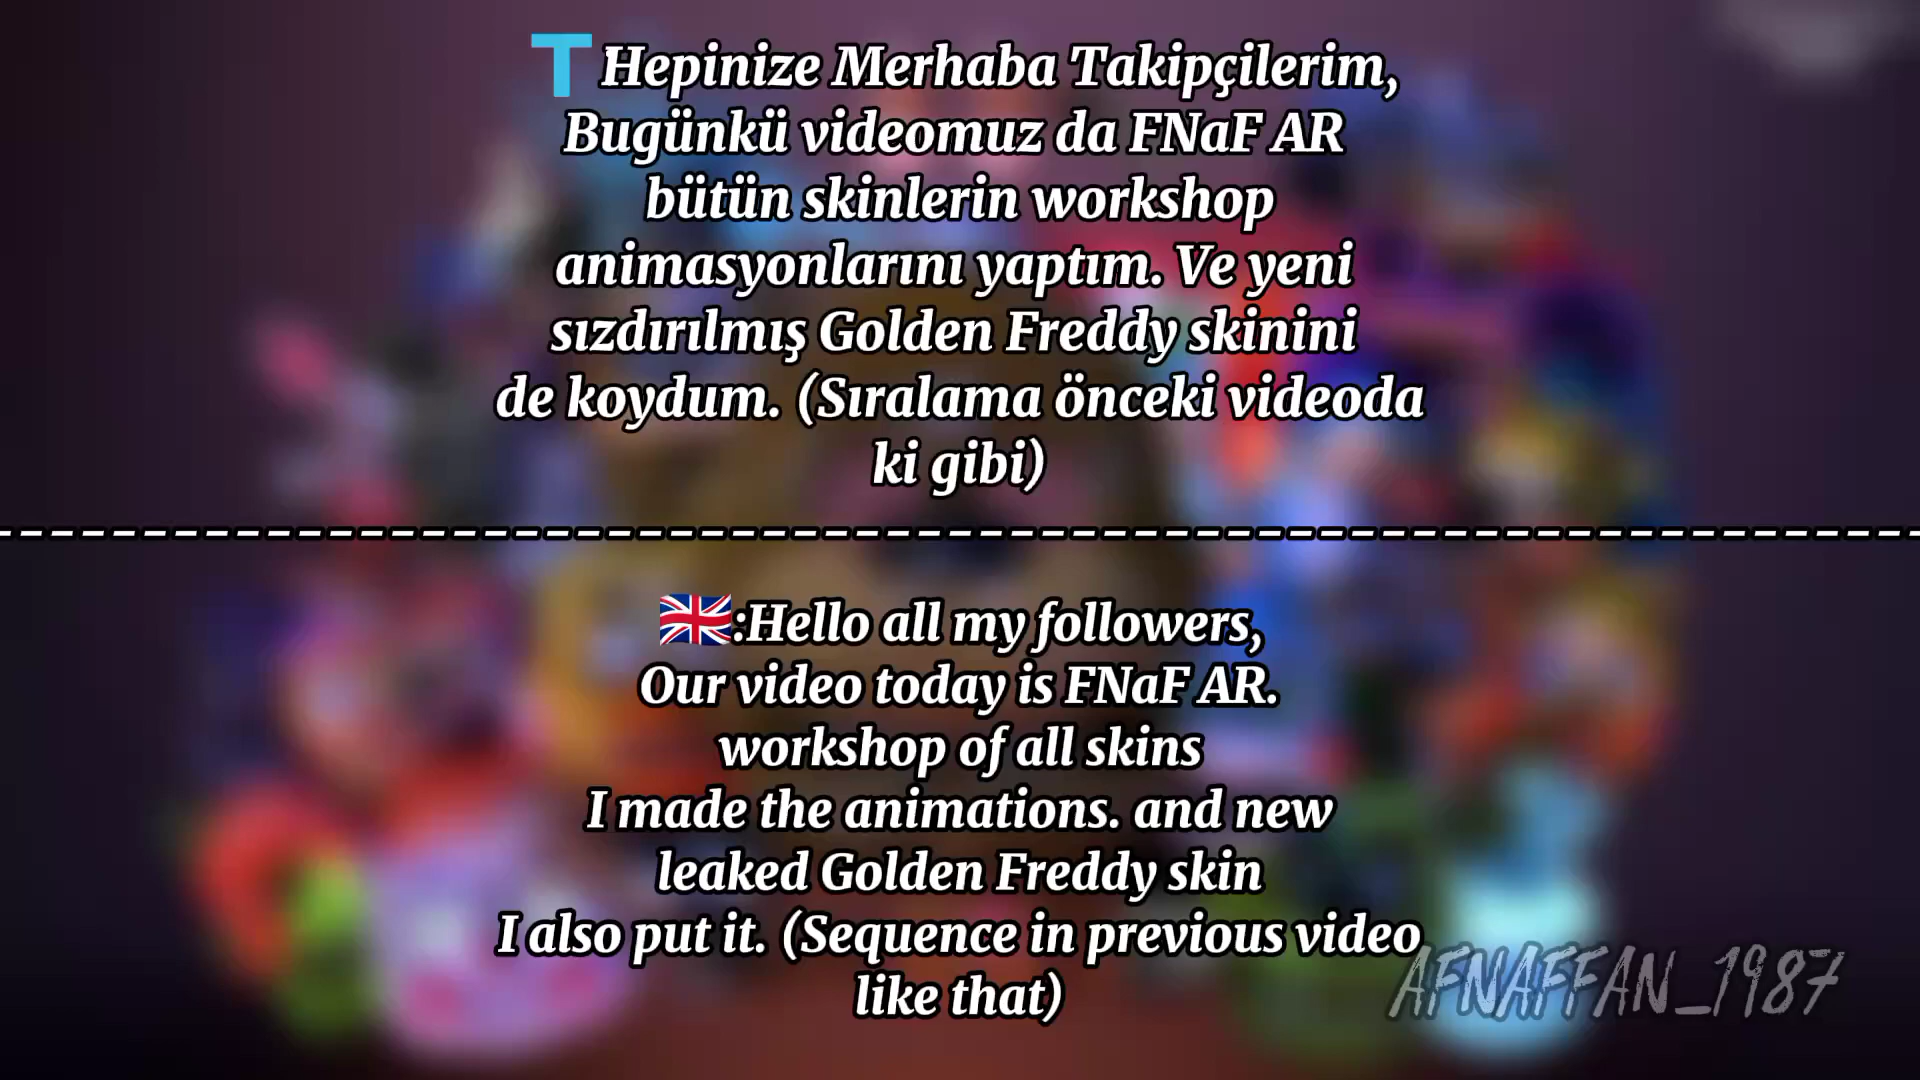 T Hepinize Merhaba Takipçilerim,
Bugünkü videomuz da FNaF AR
bütün skinlerin workshop
animasyonlarını yaptım. Ve yeni
sızdırılmış Golden Freddy skinini
de koydum. (Sıralama önceki videoda
ki gibi)
🇬🇧:Hello all my followers,
Our video today is FNaF AR.
workshop of all skins
I made the animations. and new
leaked Golden Freddy skin
I also put it. (Sequence in previous video
like that)
AFNAFFAN_1987